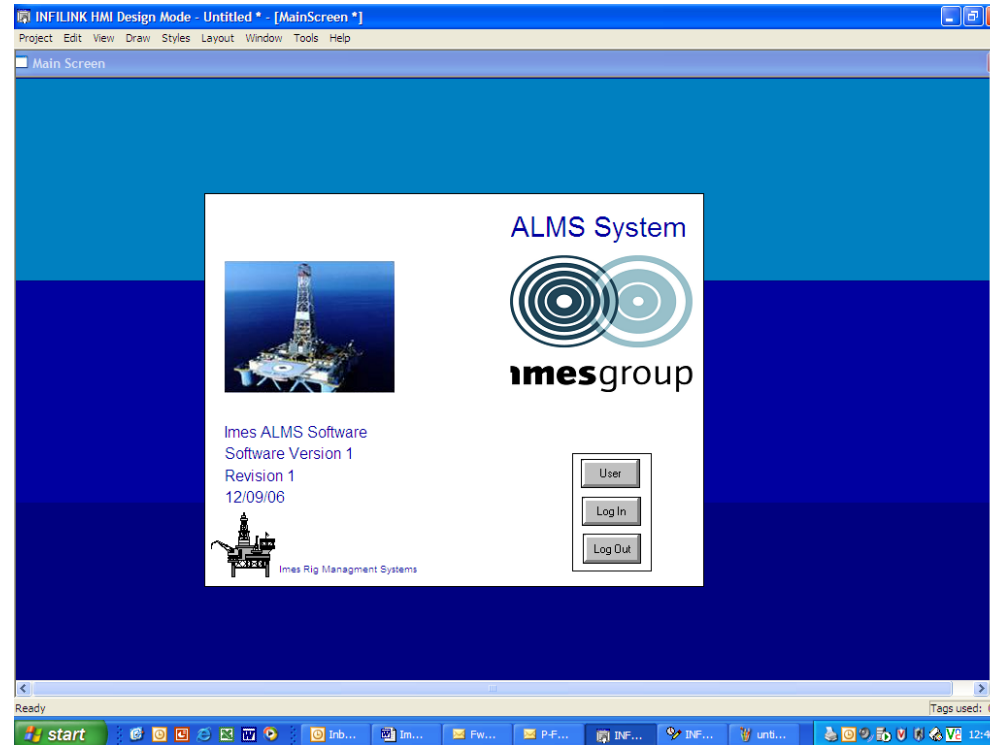 INFILINK HMI Design Mode - Untitled * - [MainScreen *]
Project Edit View Draw Styles Layout Window Tools Help
Main Screen
ALMS System
imesgroup
Imes ALMS Software
Software Version 1
Revision 1
12/09/06
Imes Rig Managment Systems
User
Log In
Log Out
Ready
Tags used:
start
Inb...
Im...
Fw...
P-F...
INF...
INF...
unti...
12:4